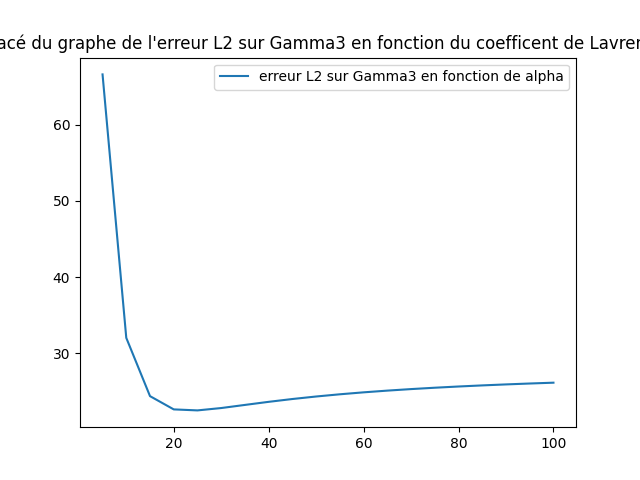 acé du graphe de l'erreur L2 sur Gamma3 en fonction du coefficent de Lavren
erreur L2 sur Gamma3 en fonction de alpha
60
50
40
30
20 40 60 80 100